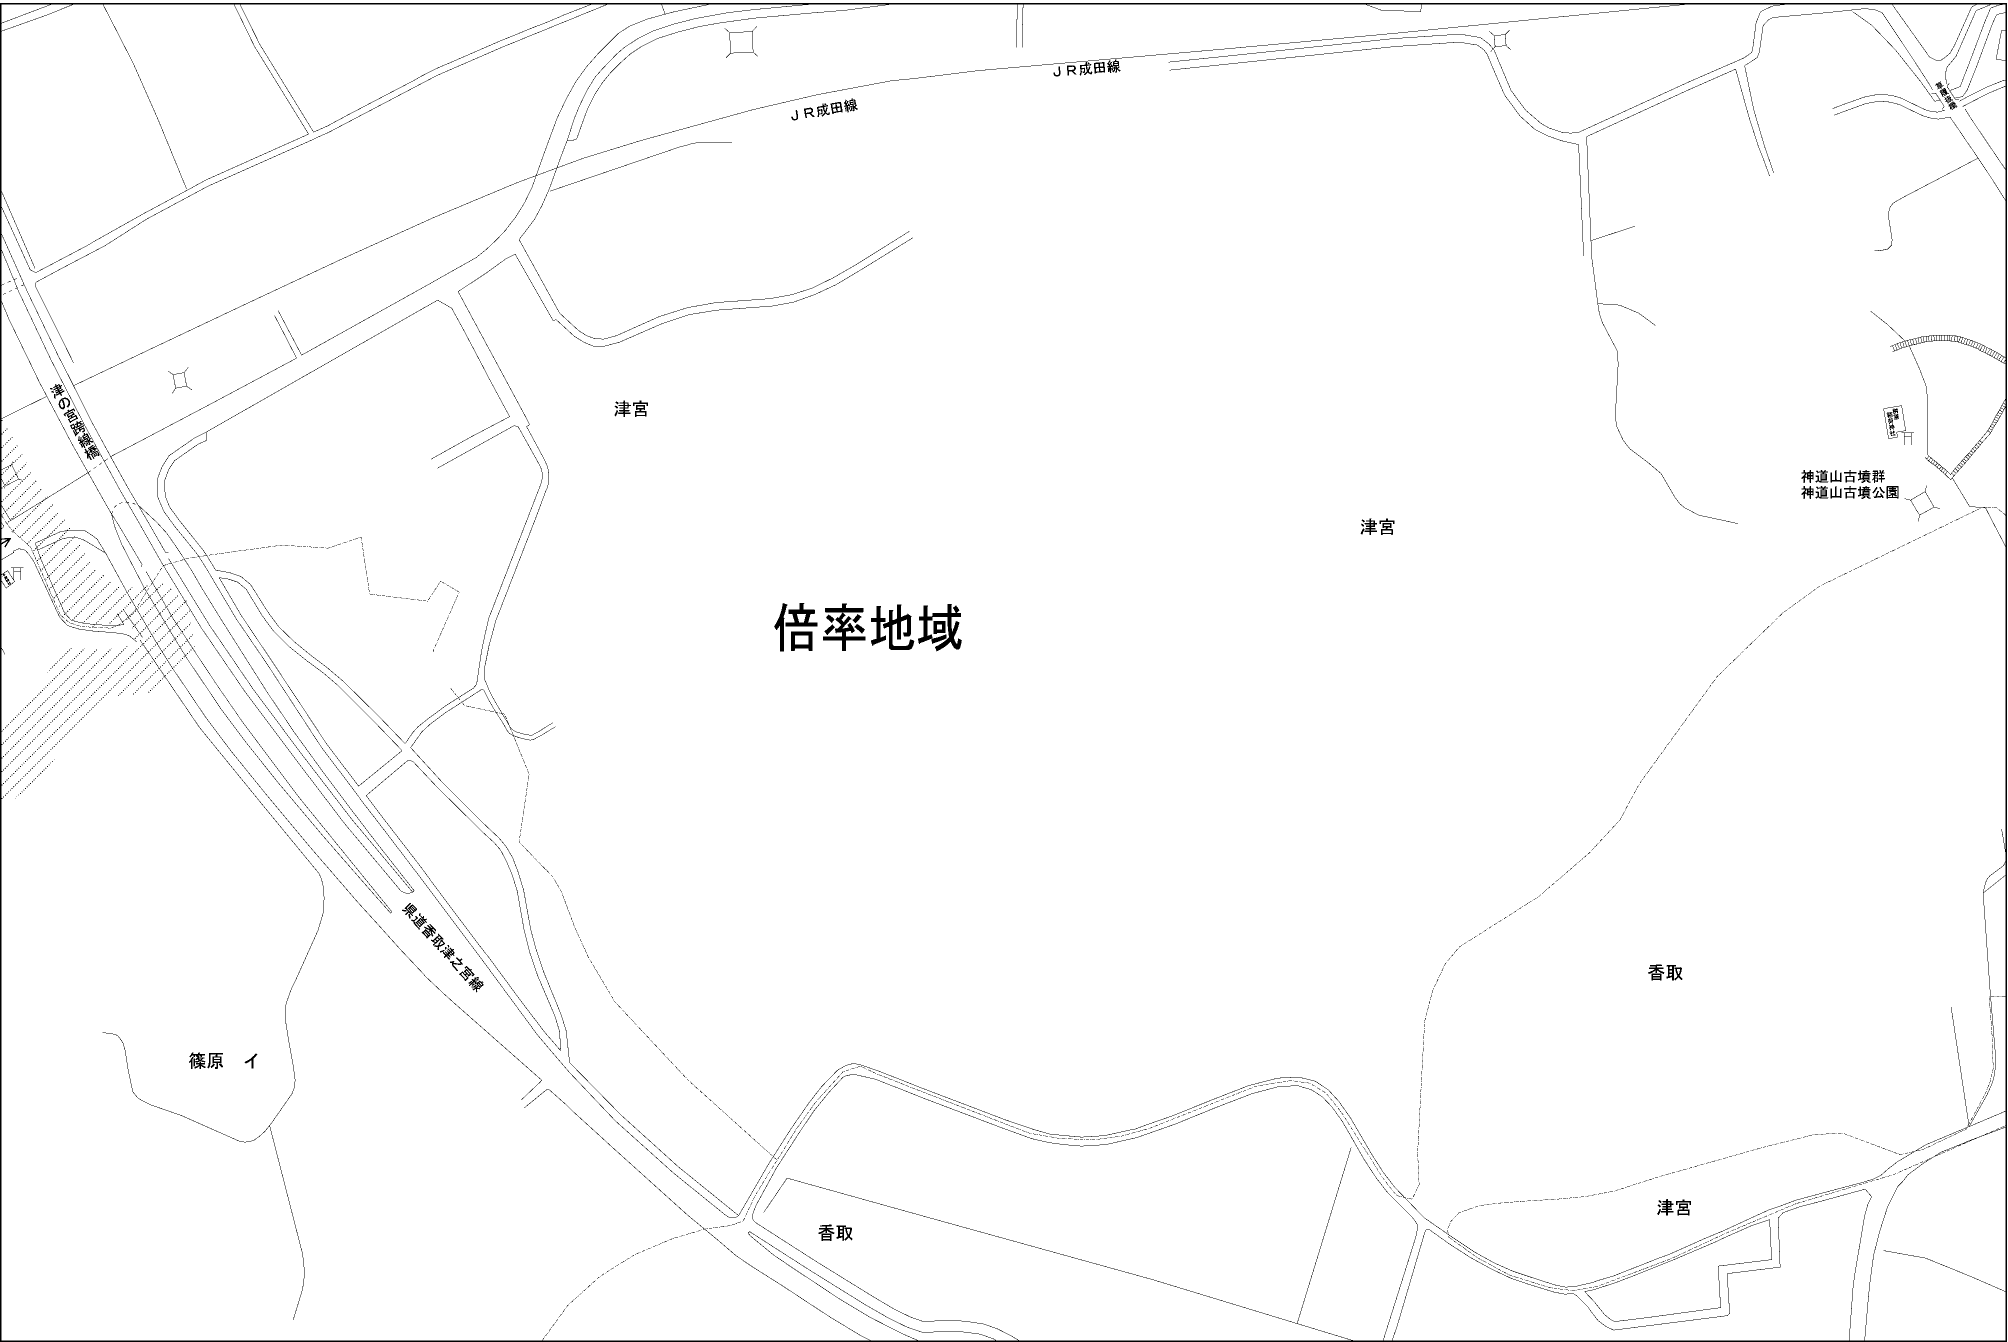 ＪＲ成田線
ＪＲ成田線
津の宮跨線橋
津宮
神道山古墳群
神道山古墳公園
津宮
倍率地域
県道香取津之宮線
香取
篠原　イ
津宮
香取